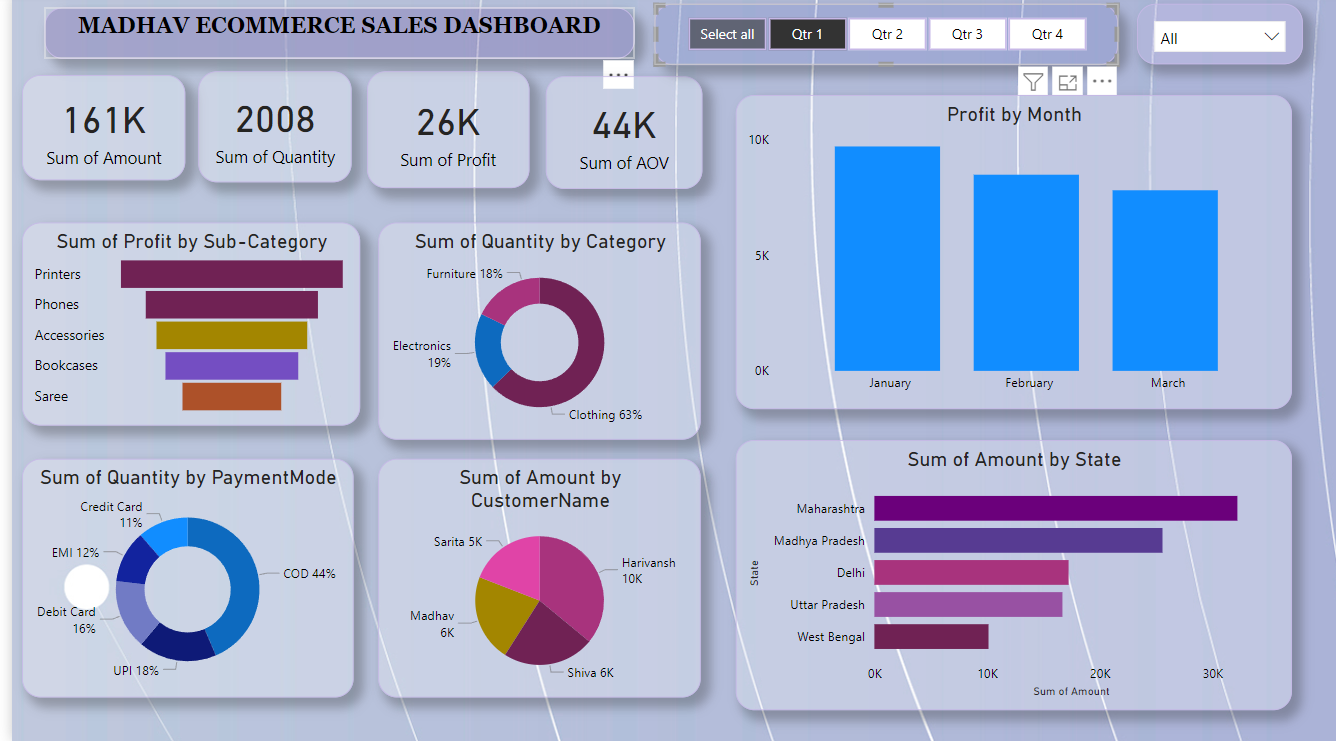 MADHAV ECOMMERCE SALES DASHBOARD
Select all
Qtr 1
Qtr 2
Qtr 3
Qtr 4
All
161K
Sum of Amount
2008
Sum of Quantity
26K
Sum of Profit
44K
Sum of AOV
Profit by Month
10K
5K
0K
January
February
March
Sum of Profit by Sub-Category
Printers
Phones
Accessories
Bookcases
Saree
Sum of Quantity by Category
Furniture 18%
Electronics
19%
Clothing 63%
Sum of Quantity by PaymentMode
Credit Card
11%
EMI 12%
COD 44%
Debit Card
16%
UPI 18%
Sum of Amount by
CustomerName
Sarita 5K
Harivansh
10K
Madhav
6K
Shiva 6K
Sum of Amount by State
State
Maharashtra
Madhya Pradesh
Delhi
Uttar Pradesh
West Bengal
0K
10K
20K
30K
Sum of Amount